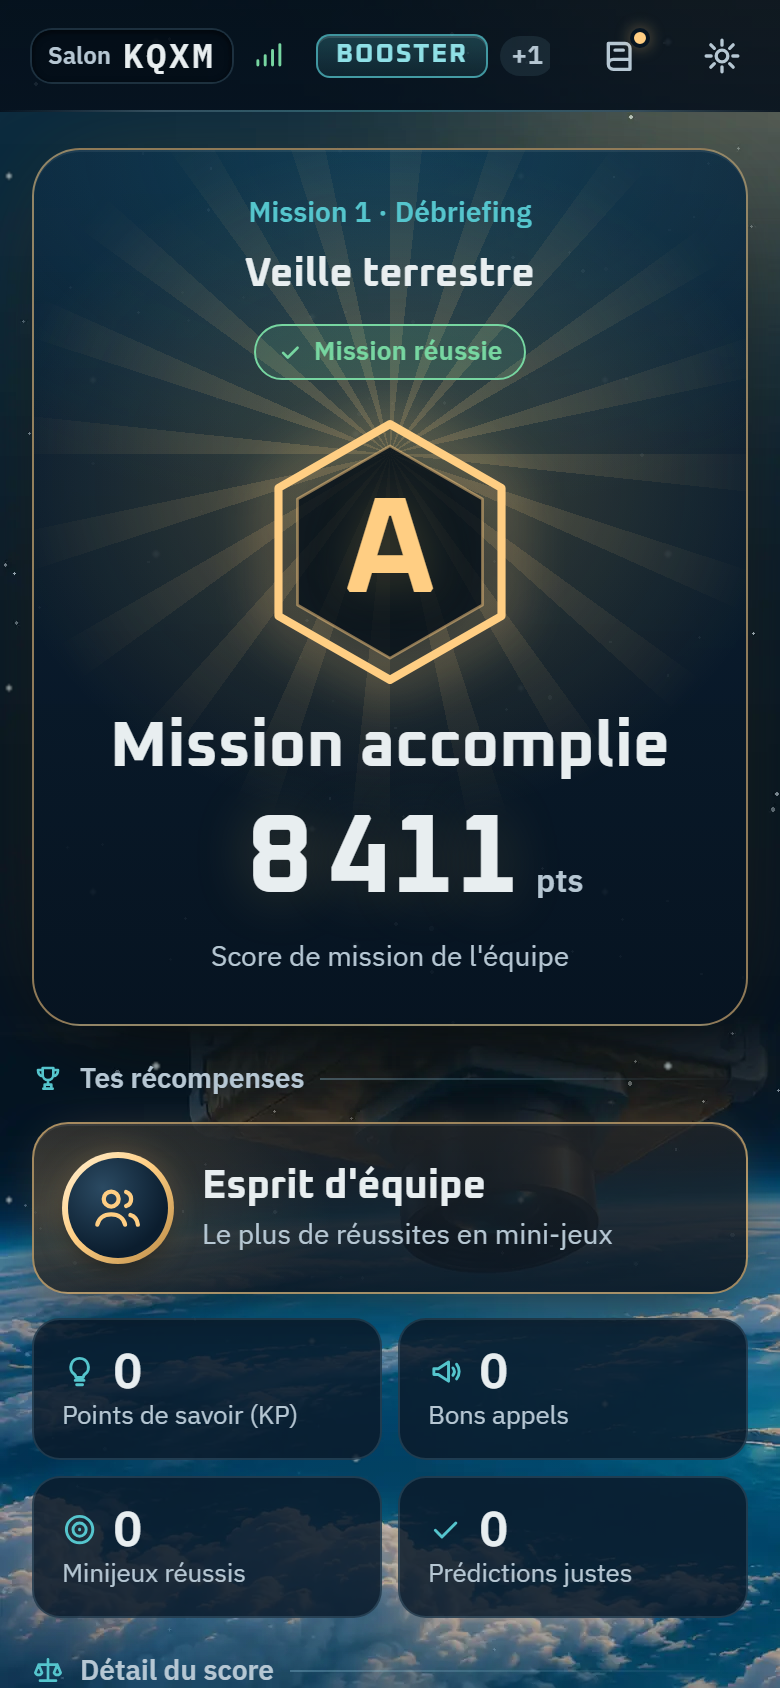 Salon KQXM BOOSTER +1
Mission 1 · Débriefing
Veille terrestre
Mission réussie
A
Mission accomplie
8 411 pts
Score de mission de l'équipe
Tes récompenses
Esprit d'équipe
Le plus de réussites en mini-jeux
0
Points de savoir (KP)
0
Bons appels
0
Minijeux réussis
0
Prédictions justes
Détail du score